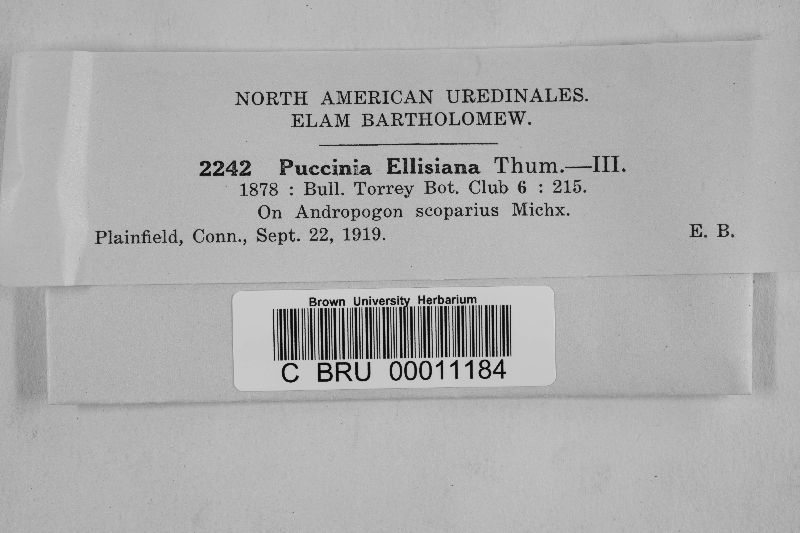 NORTH AMERICAN UREDINALES.
ELAM BARTHOLOMEW.
2242 Puccinia Ellisiana Thum.—III.
1878 : Bull. Torrey Bot. Club 6 : 215.
On Andropogon scoparius Michx.
Plainfield, Conn., Sept. 22, 1919. E. B.
Brown University Herbarium
C BRU 00011184